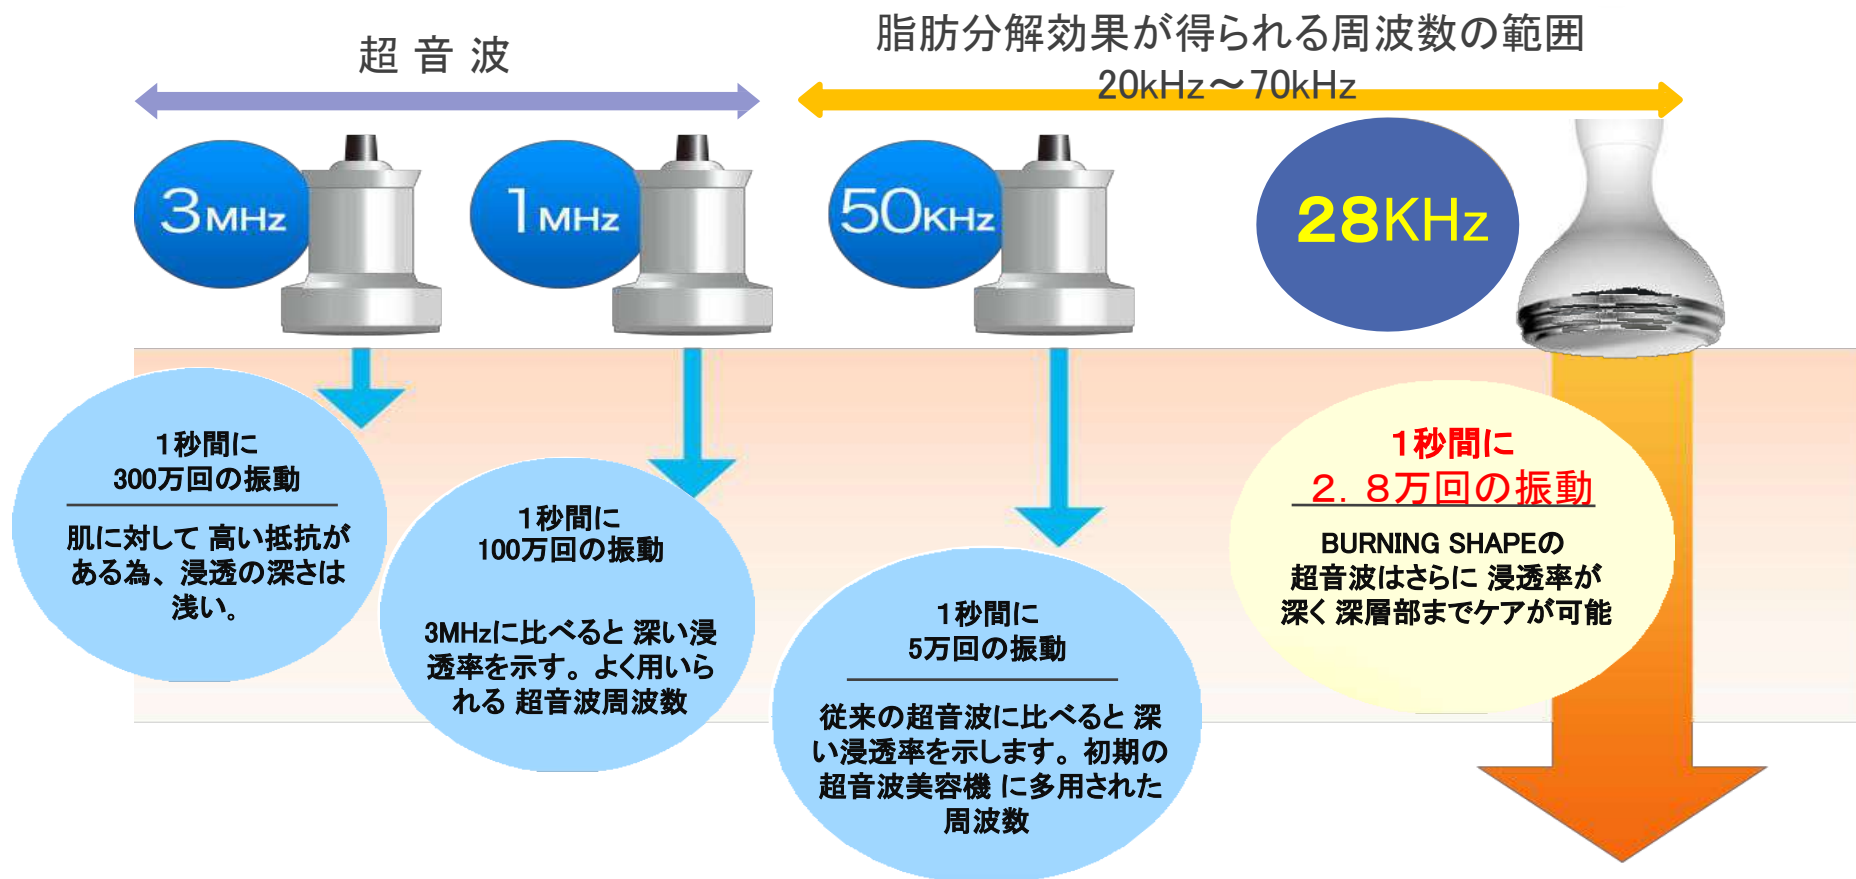 超 音 波
脂肪分解効果が得られる周波数の範囲
20kHz～70kHz
3MHz
1MHz
50KHz
28KHz
１秒間に
300万回の振動
肌に対して 高い抵抗が
ある為、浸透の深さは
浅い。
１秒間に
100万回の振動
3MHzに比べると 深い浸
透率を示す。よく用いら
れる 超音波周波数
１秒間に
5万回の振動
従来の超音波に比べると 深
い浸透率を示します。初期の
超音波美容機 に多用された
周波数
１秒間に
２．８万回の振動
BURNING SHAPEの
超音波はさらに 浸透率が
深く 深層部までケアが可能